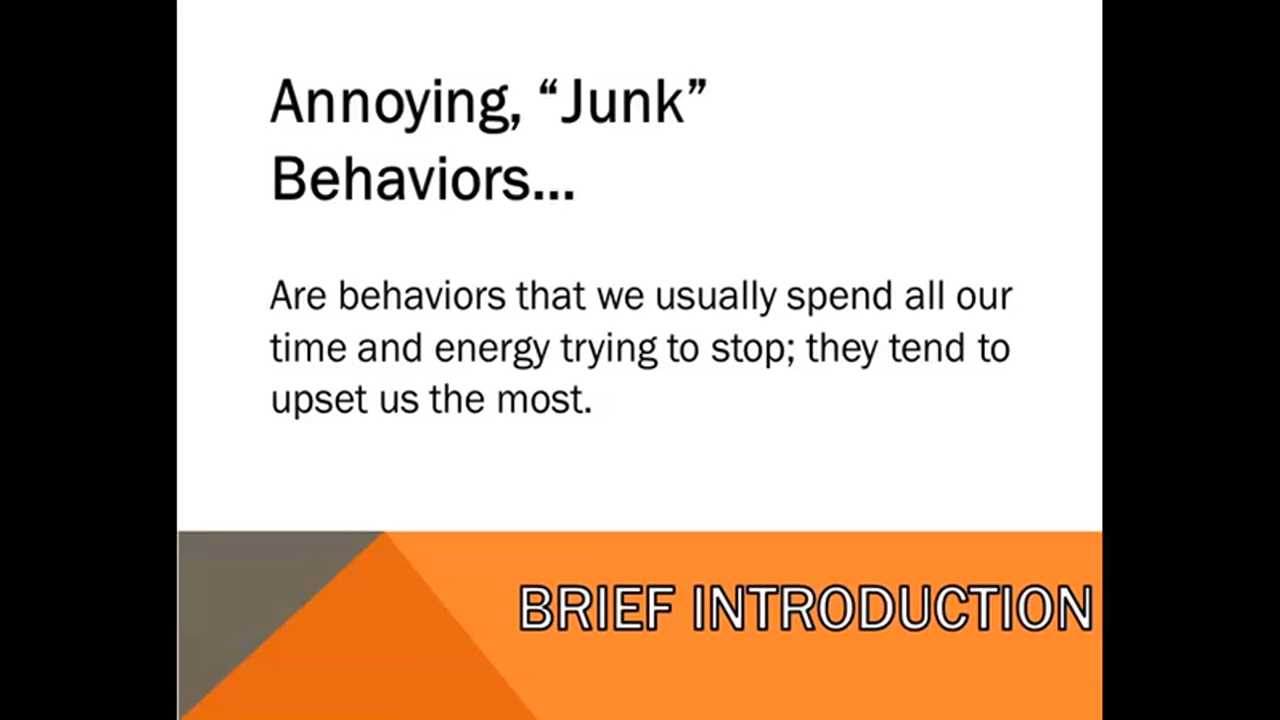 Annoying, “Junk”
Behaviors...
Are behaviors that we usually spend all our
time and energy trying to stop; they tend to
upset us the most.
BRIEF INTRODUCTION